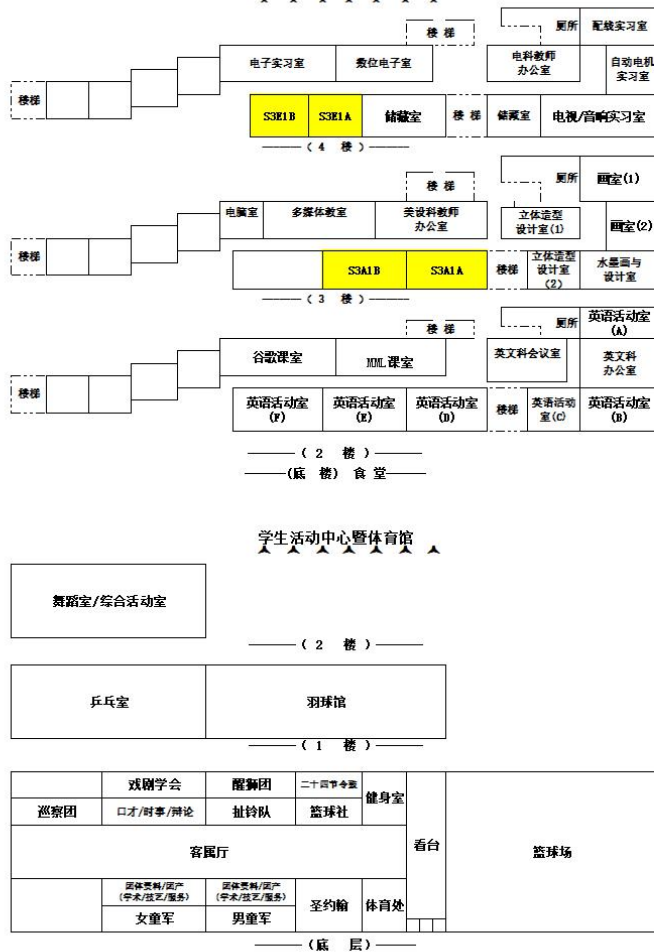 楼梯
厕所
配线实习室
电子实习室
数位电子室
电科教师
办公室
自动电机
实习室
楼梯
S3E1B
S3E1A
储藏室
楼梯
储藏室
电视/音响实习室
(4 楼)
楼梯
厕所
画室(1)
电脑室
多媒体教室
美设科教师
办公室
立体造型
设计室(1)
画室(2)
楼梯
S3A1B
S3A1A
楼梯
立体造型
设计室
(2)
水墨画与
设计室
(3 楼)
楼梯
厕所
英语活动室
(A)
谷歌课室
MML课室
英文科会议室
英文科
办公室
楼梯
英语活动室
(F)
英语活动室
(E)
英语活动室
(D)
楼梯
英语活动
室(C)
英语活动室
(B)
(2 楼)
(底 楼) 食堂
学生活动中心暨体育馆
舞蹈室/综合活动室
(2 楼)
乒乓室
羽球馆
(1 楼)
戏剧学会
醒狮团
二十四节令鼓
健身室
巡察团
口才/时事/辩论
扯铃队
篮球社
看台
篮球场
客属厅
团体资料/团产
(学术/技艺/服务)
团体资料/团产
(学术/技艺/服务)
圣约翰
体育处
女童军
男童军
(底 层)